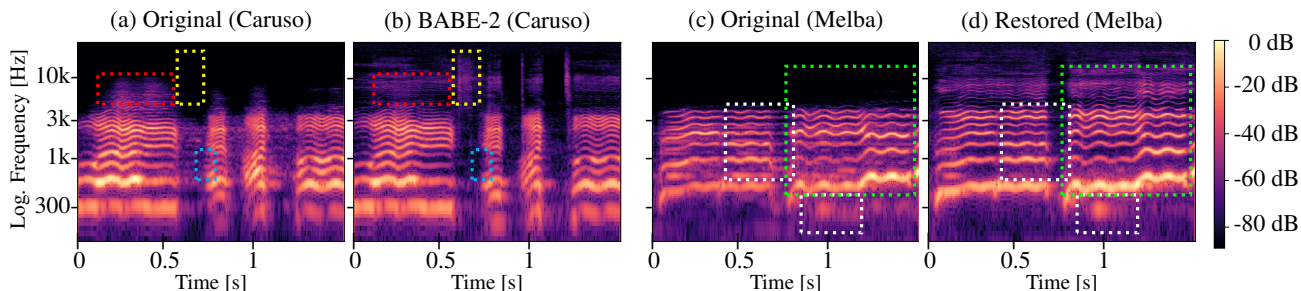 (a) Original (Caruso) (b) BABE-2 (Caruso) (c) Original (Melba) (d) Restored (Melba)
Log. Frequency [Hz]
10k
3k
1k
300
0 0.5 1 0 0.5 1 0 0.5 1 0 0.5 1
Time [s] Time [s] Time [s] Time [s]
0 dB
-20 dB
-40 dB
-60 dB
-80 dB